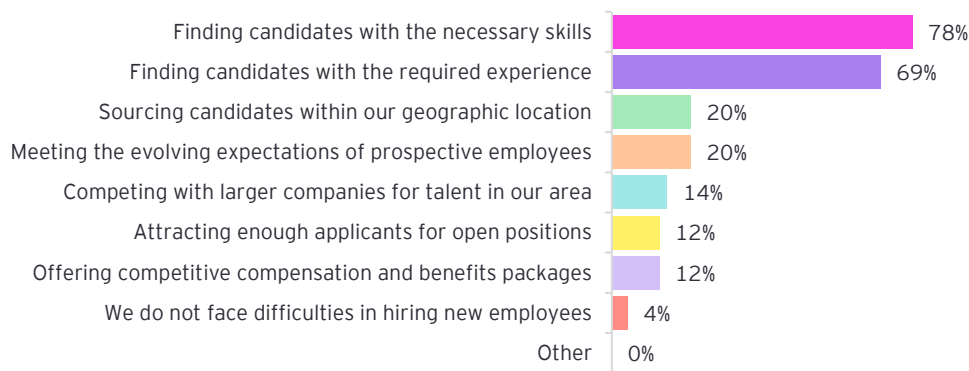 Finding candidates with the necessary skills 78%
Finding candidates with the required experience 69%
Sourcing candidates within our geographic location 20%
Meeting the evolving expectations of prospective employees 20%
Competing with larger companies for talent in our area 14%
Attracting enough applicants for open positions 12%
Offering competitive compensation and benefits packages 12%
We do not face difficulties in hiring new employees 4%
Other 0%